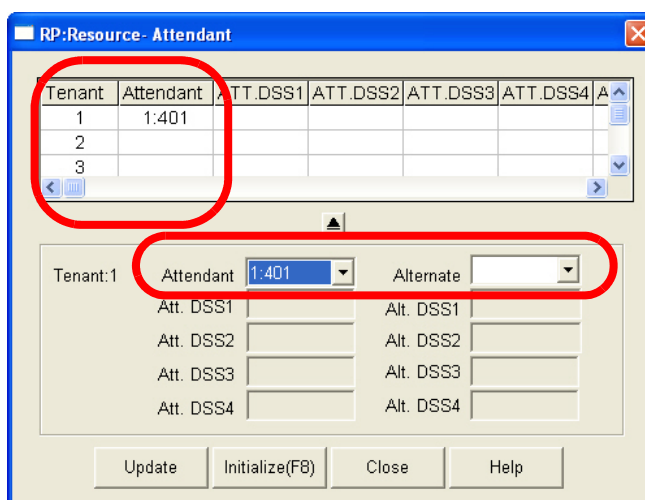 RP:Resource- Attendant
Tenant Attendant ATT.DSS1 ATT.DSS2 ATT.DSS3 ATT.DSS4 A
1 1:401
2
3
Tenant:1 Attendant 1:401 Alternate
Att. DSS1 Alt. DSS1
Att. DSS2 Alt. DSS2
Att. DSS3 Alt. DSS3
Att. DSS4 Alt. DSS4
Update Initialize(F8) Close Help